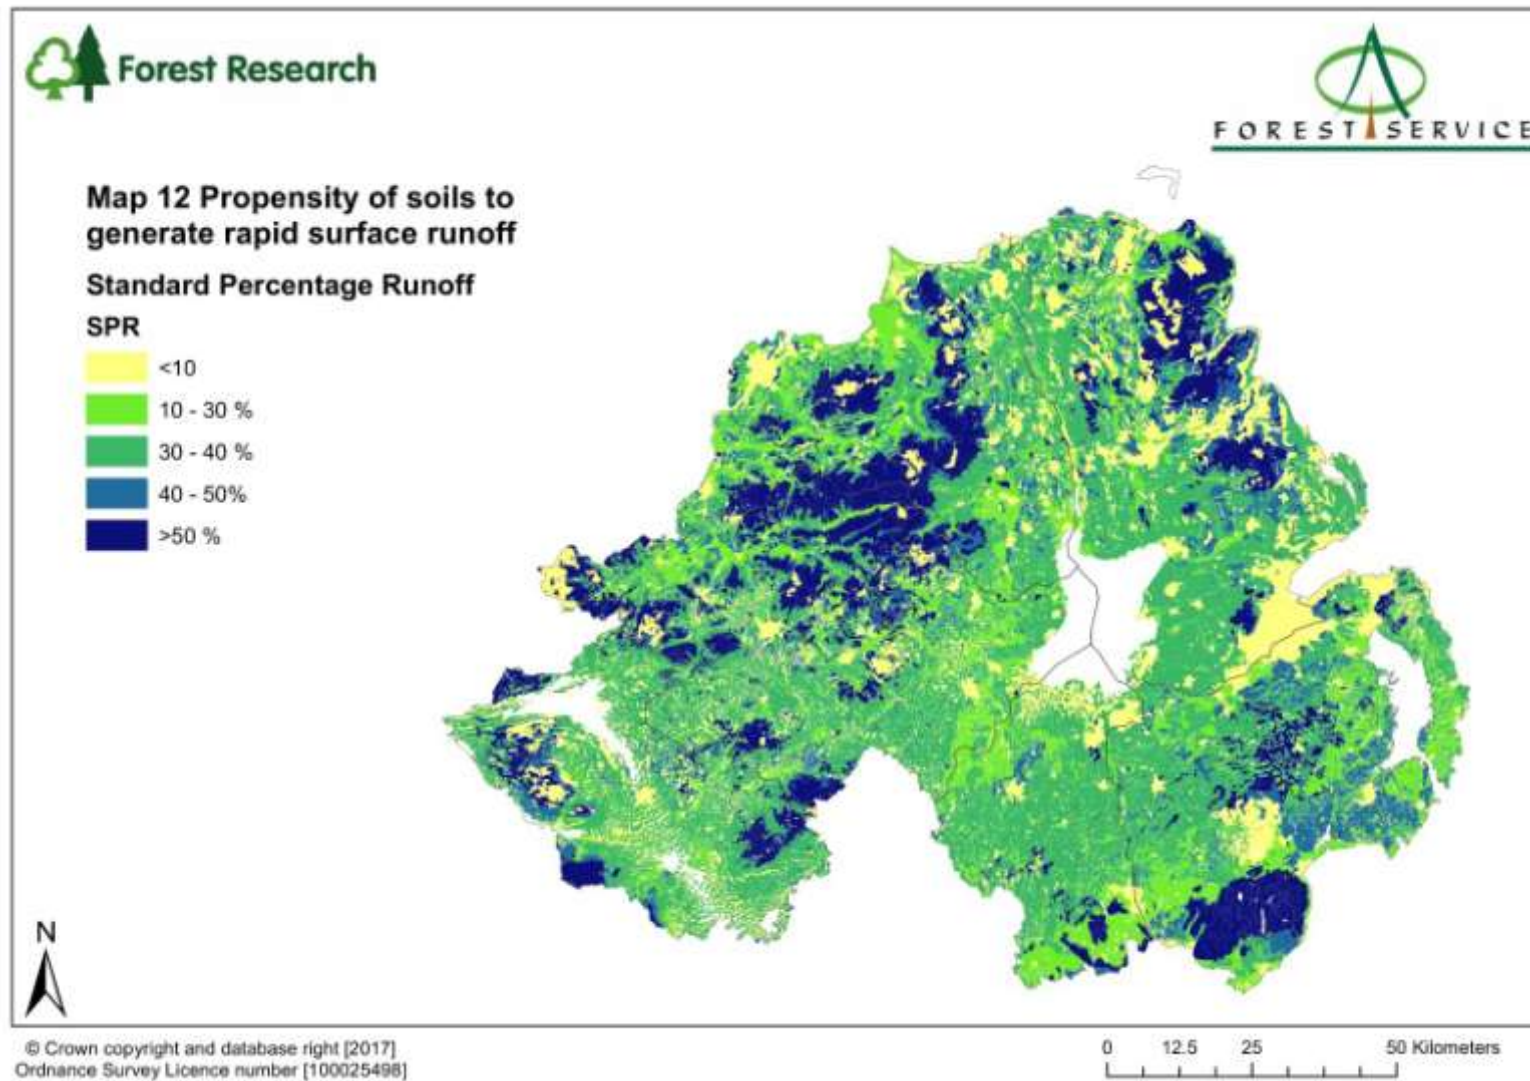 Forest Research
FOREST SERVICE
Map 12 Propensity of soils to
generate rapid surface runoff
Standard Percentage Runoff
SPR
<10
10 - 30 %
30 - 40 %
40 - 50%
>50 %
N
© Crown copyright and database right [2017]
Ordnance Survey Licence number [100025498]
0 12.5 25 50 Kilometers